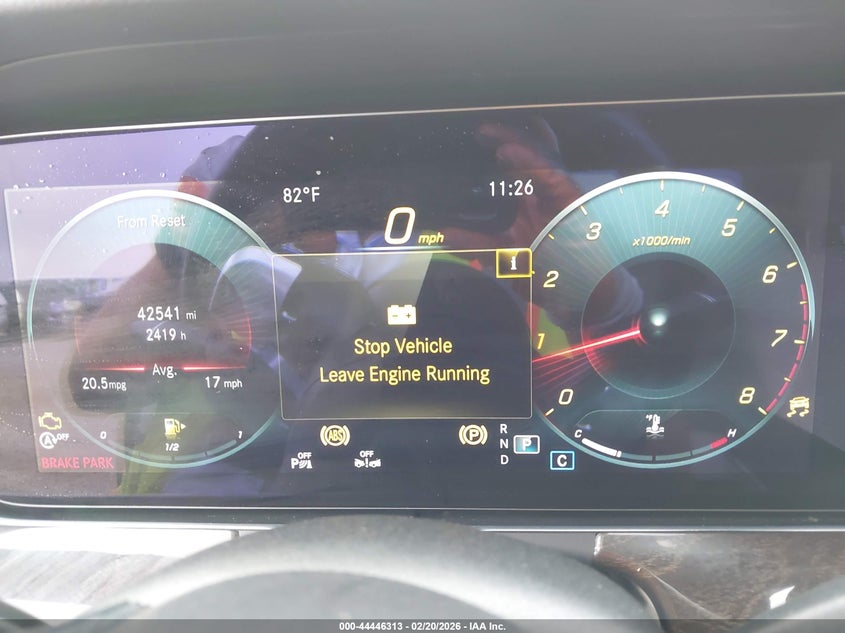 82°F
11:26
0 mph
From Reset
42541 mi
2419 h
Avg.
20.5mpg
17 mph
i
Stop Vehicle
Leave Engine Running
0
1
2
3
4
5
6
7
8
x1000/min
OFF
0
1/2
1
BRAKE PARK
OFF
P
OFF
ABS
P
R
N
D
P
C
°F
C
H
000-44446313 - 02/20/2026 - IAA Inc.